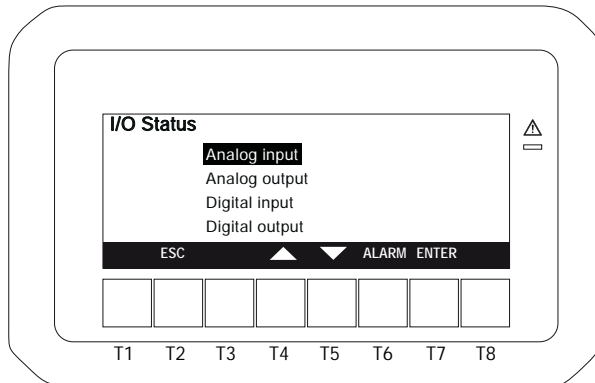 I/O Status
Analog input
Analog output
Digital input
Digital output
ESC ALARM ENTER
T1 T2 T3 T4 T5 T6 T7 T8